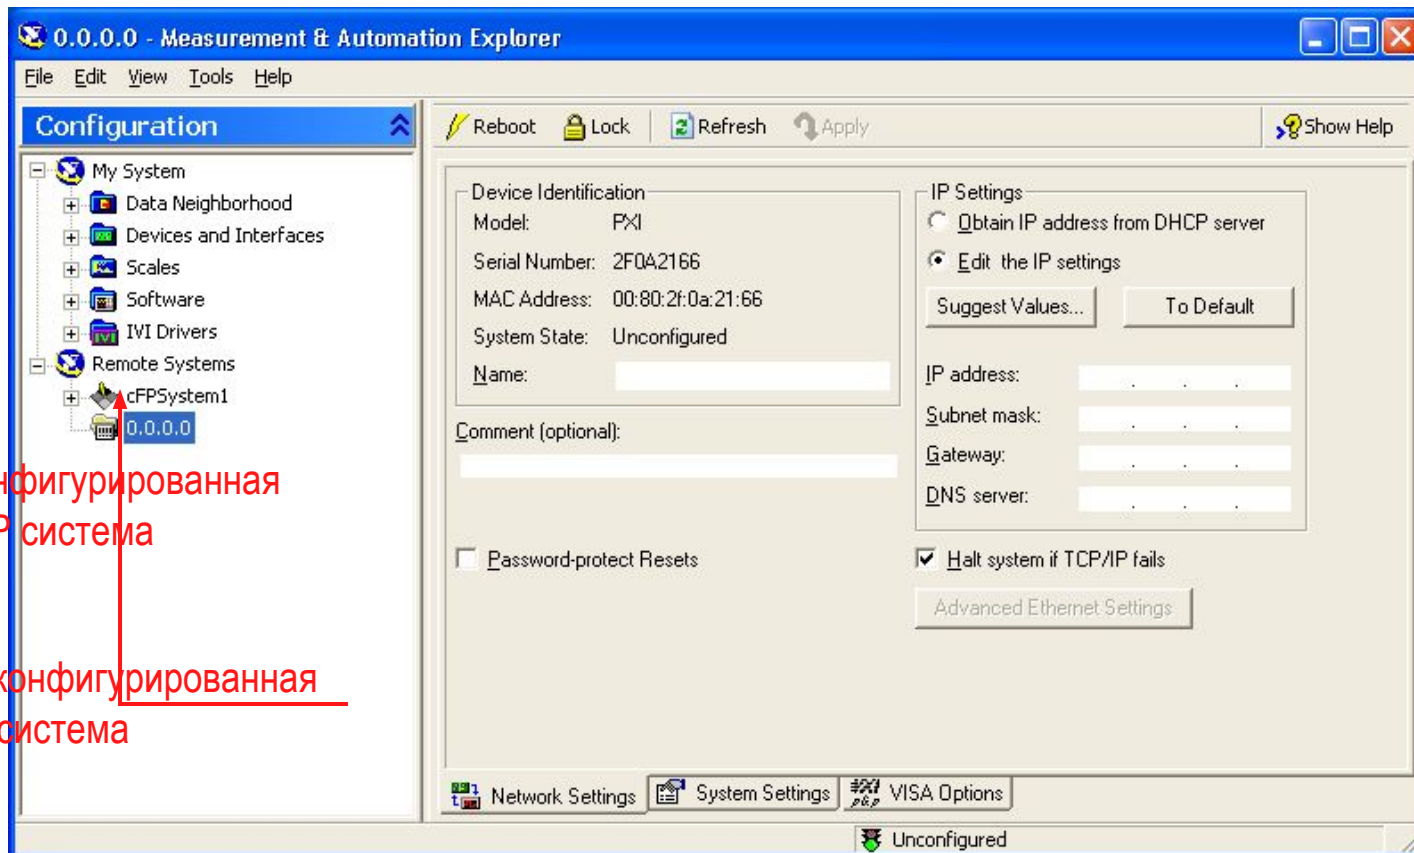 0.0.0.0 - Measurement & Automation Explorer
File Edit View Tools Help
Configuration
Reboot Lock Refresh Apply Show Help
My System
Data Neighborhood
Devices and Interfaces
Scales
Software
IVI Drivers
Remote Systems
cFPSystem1
0.0.0.0
нфигурированная
P система
конфигурированная
система
Device Identification
Model: PXI
Serial Number: 2F0A2166
MAC Address: 00:80:2f:0a:21:66
System State: Unconfigured
Name:
Comment (optional):
Password-protect Resets
IP Settings
Obtain IP address from DHCP server
Edit the IP settings
Suggest Values... To Default
IP address: . . .
Subnet mask: . . .
Gateway: . . .
DNS server: . . .
Halt system if TCP/IP fails
Advanced Ethernet Settings
Network Settings System Settings VISA Options
Unconfigured